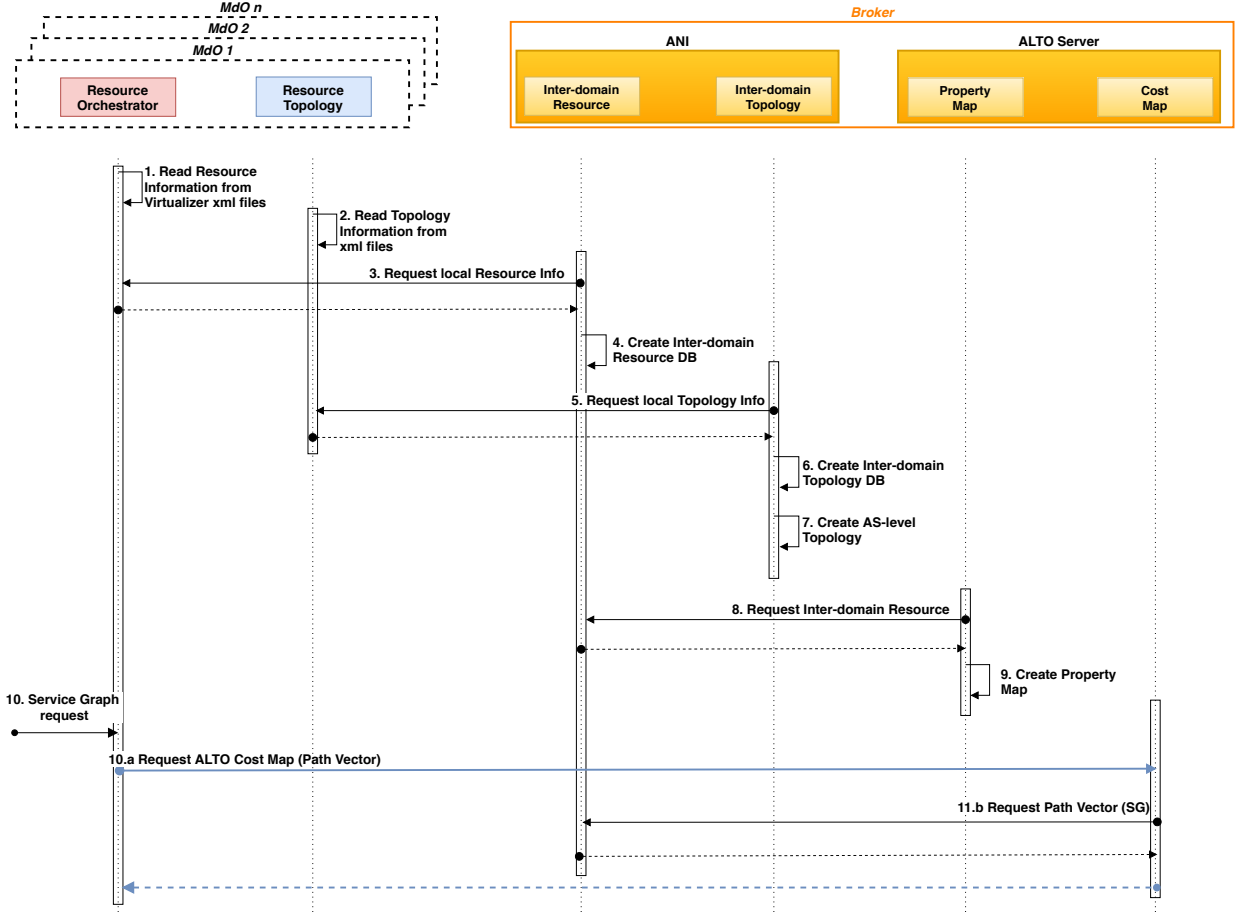 MdO n
MdO 2
MdO 1
Resource
Orchestrator
Resource
Topology
Broker
ANI
ALTO Server
Inter-domain
Resource
Inter-domain
Topology
Property
Map
Cost
Map
1. Read Resource
Information from
Virtualizer xml files
2. Read Topology
Information from
xml files
3. Request local Resource Info
4. Create Inter-domain
Resource DB
5. Request local Topology Info
6. Create Inter-domain
Topology DB
7. Create AS-level
Topology
8. Request Inter-domain Resource
9. Create Property
Map
10. Service Graph
request
10.a Request ALTO Cost Map (Path Vector)
11.b Request Path Vector (SG)